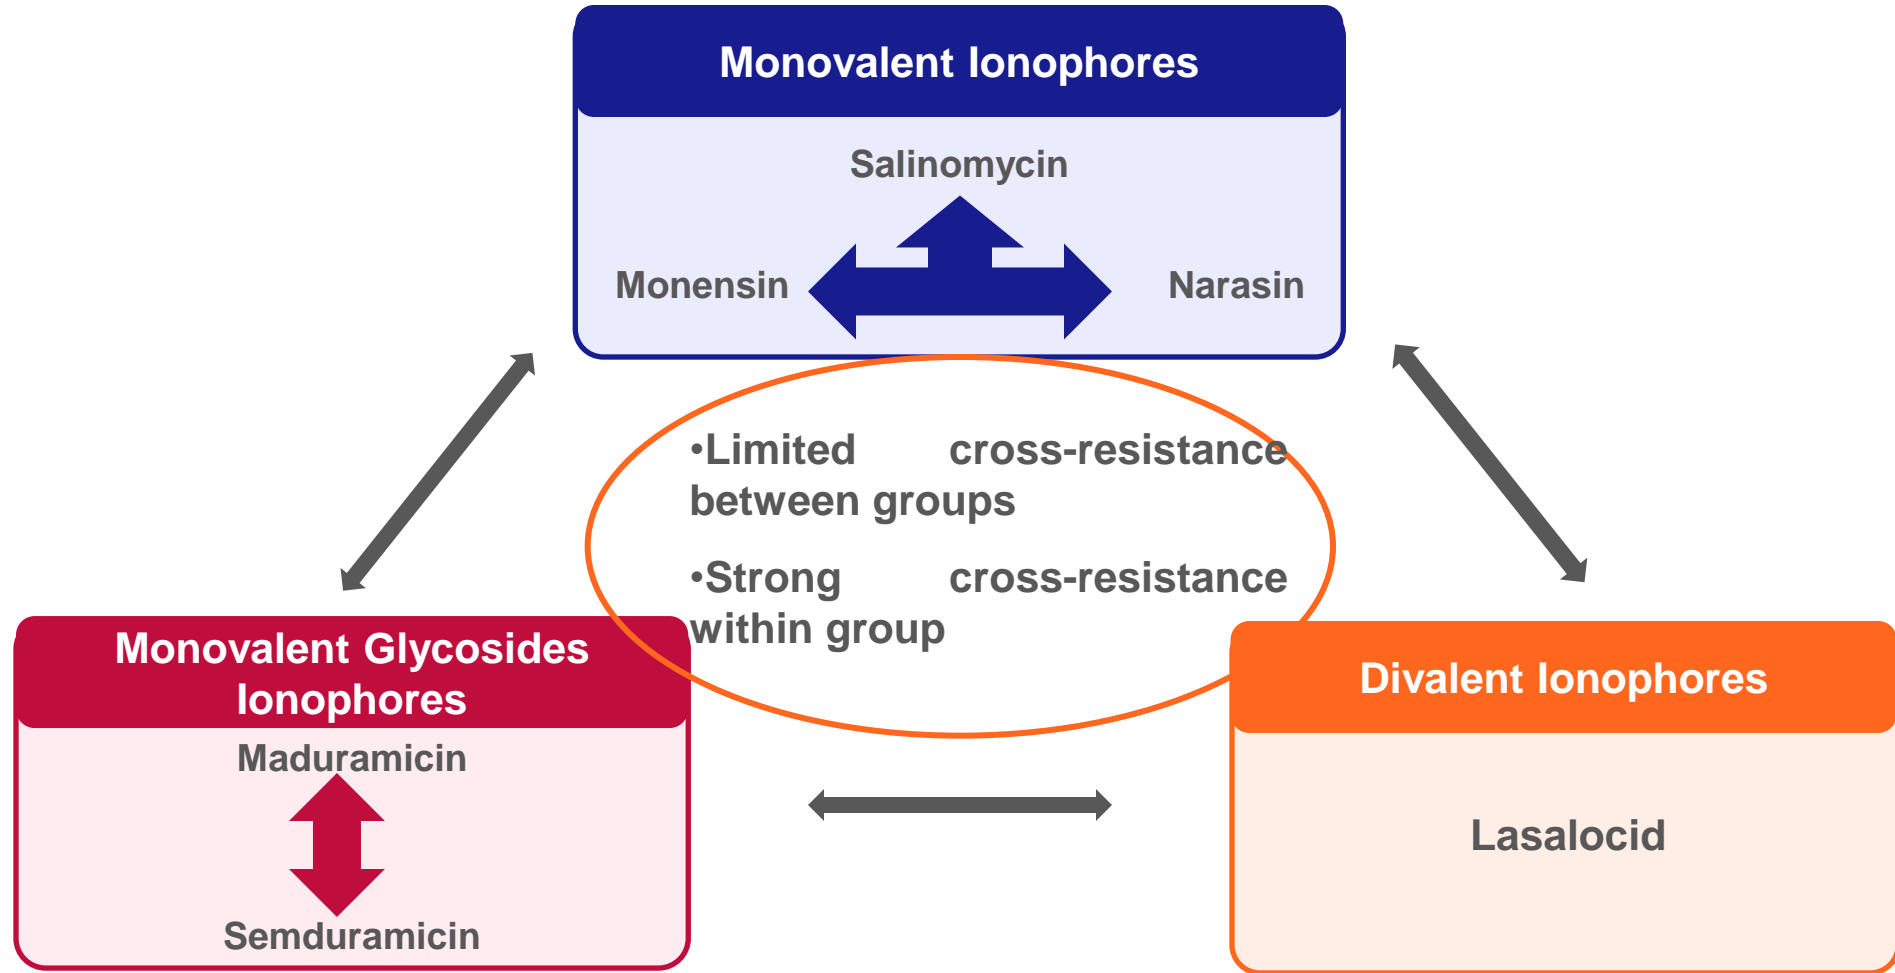 Monovalent Ionophores
Salinomycin
Monensin
Narasin
•Limited cross-resistance
between groups
•Strong cross-resistance
within group
Monovalent Glycosides
Ionophores
Maduramicin
Semduramicin
Divalent Ionophores
Lasalocid